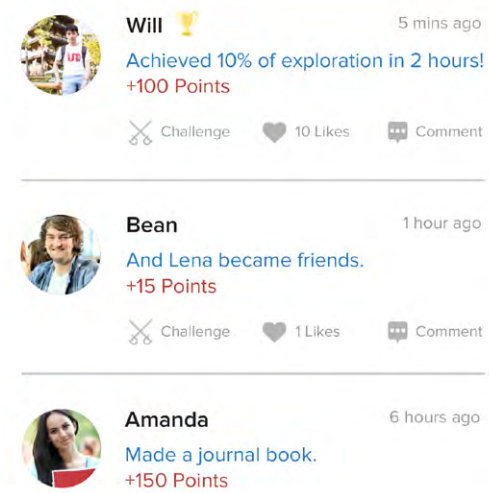 Will
5 mins ago
Achieved 10% of exploration in 2 hours!
+100 Points
Challenge
10 Likes
Comment
Bean
1 hour ago
And Lena became friends.
+15 Points
Challenge
1 Likes
Comment
Amanda
6 hours ago
Made a journal book.
+150 Points